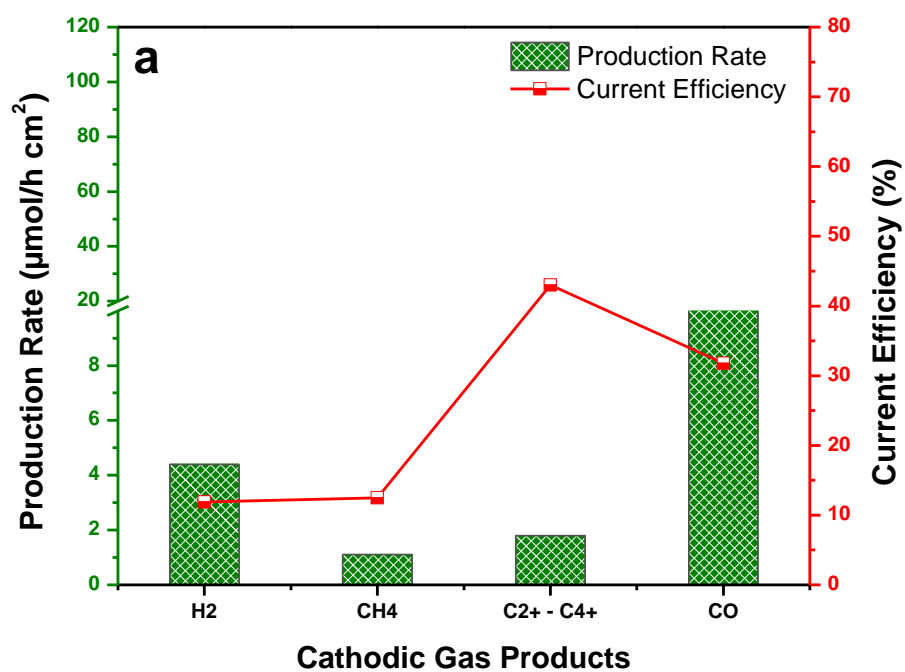 a
Production Rate
Current Efficiency
Production Rate (µmol/h cm²)
120
100
80
60
40
20
8
6
4
2
0
80
70
60
50
40
30
20
10
0
Current Efficiency (%)
H2 CH4 C2+ - C4+ CO
Cathodic Gas Products